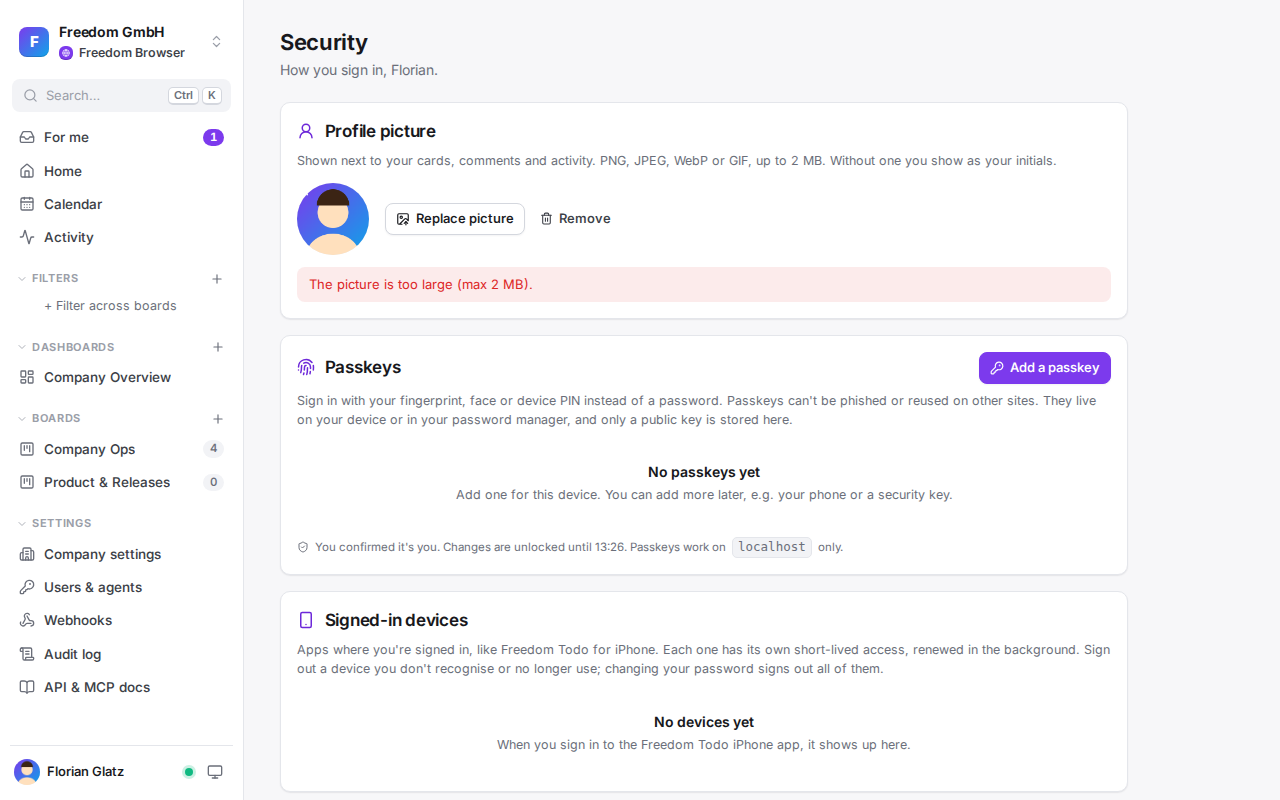 F
Freedom GmbH
Freedom Browser
Search...
Ctrl K
For me 1
Home
Calendar
Activity
FILTERS
+ Filter across boards
DASHBOARDS
Company Overview
BOARDS
Company Ops 4
Product & Releases 0
SETTINGS
Company settings
Users & agents
Webhooks
Audit log
API & MCP docs
Florian Glatz
Security
How you sign in, Florian.
Profile picture
Shown next to your cards, comments and activity. PNG, JPEG, WebP or GIF, up to 2 MB. Without one you show as your initials.
Replace picture
Remove
The picture is too large (max 2 MB).
Passkeys
Add a passkey
Sign in with your fingerprint, face or device PIN instead of a password. Passkeys can't be phished or reused on other sites. They live
on your device or in your password manager, and only a public key is stored here.
No passkeys yet
Add one for this device. You can add more later, e.g. your phone or a security key.
You confirmed it's you. Changes are unlocked until 13:26. Passkeys work on localhost only.
Signed-in devices
Apps where you're signed in, like Freedom Todo for iPhone. Each one has its own short-lived access, renewed in the background. Sign
out a device you don't recognise or no longer use; changing your password signs out all of them.
No devices yet
When you sign in to the Freedom Todo iPhone app, it shows up here.